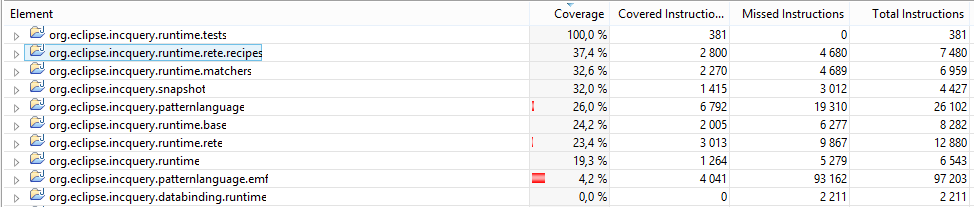 Element Coverage Covered Instructio... Missed Instructions Total Instructions
org.eclipse.incquery.runtime.tests 100,0 % 381 0 381
org.eclipse.incquery.runtime.rete.recipes 37,4 % 2 800 4 680 7 480
org.eclipse.incquery.runtime.matchers 32,6 % 2 270 4 689 6 959
org.eclipse.incquery.snapshot 32,0 % 1 415 3 012 4 427
org.eclipse.incquery.patternlanguage 26,0 % 6 792 19 310 26 102
org.eclipse.incquery.runtime.base 24,2 % 2 005 6 277 8 282
org.eclipse.incquery.runtime.rete 23,4 % 3 013 9 867 12 880
org.eclipse.incquery.runtime 19,3 % 1 264 5 279 6 543
org.eclipse.incquery.patternlanguage.emf 4,2 % 4 041 93 162 97 203
org.eclipse.incquery.databinding.runtime 0,0 % 0 2 211 2 211